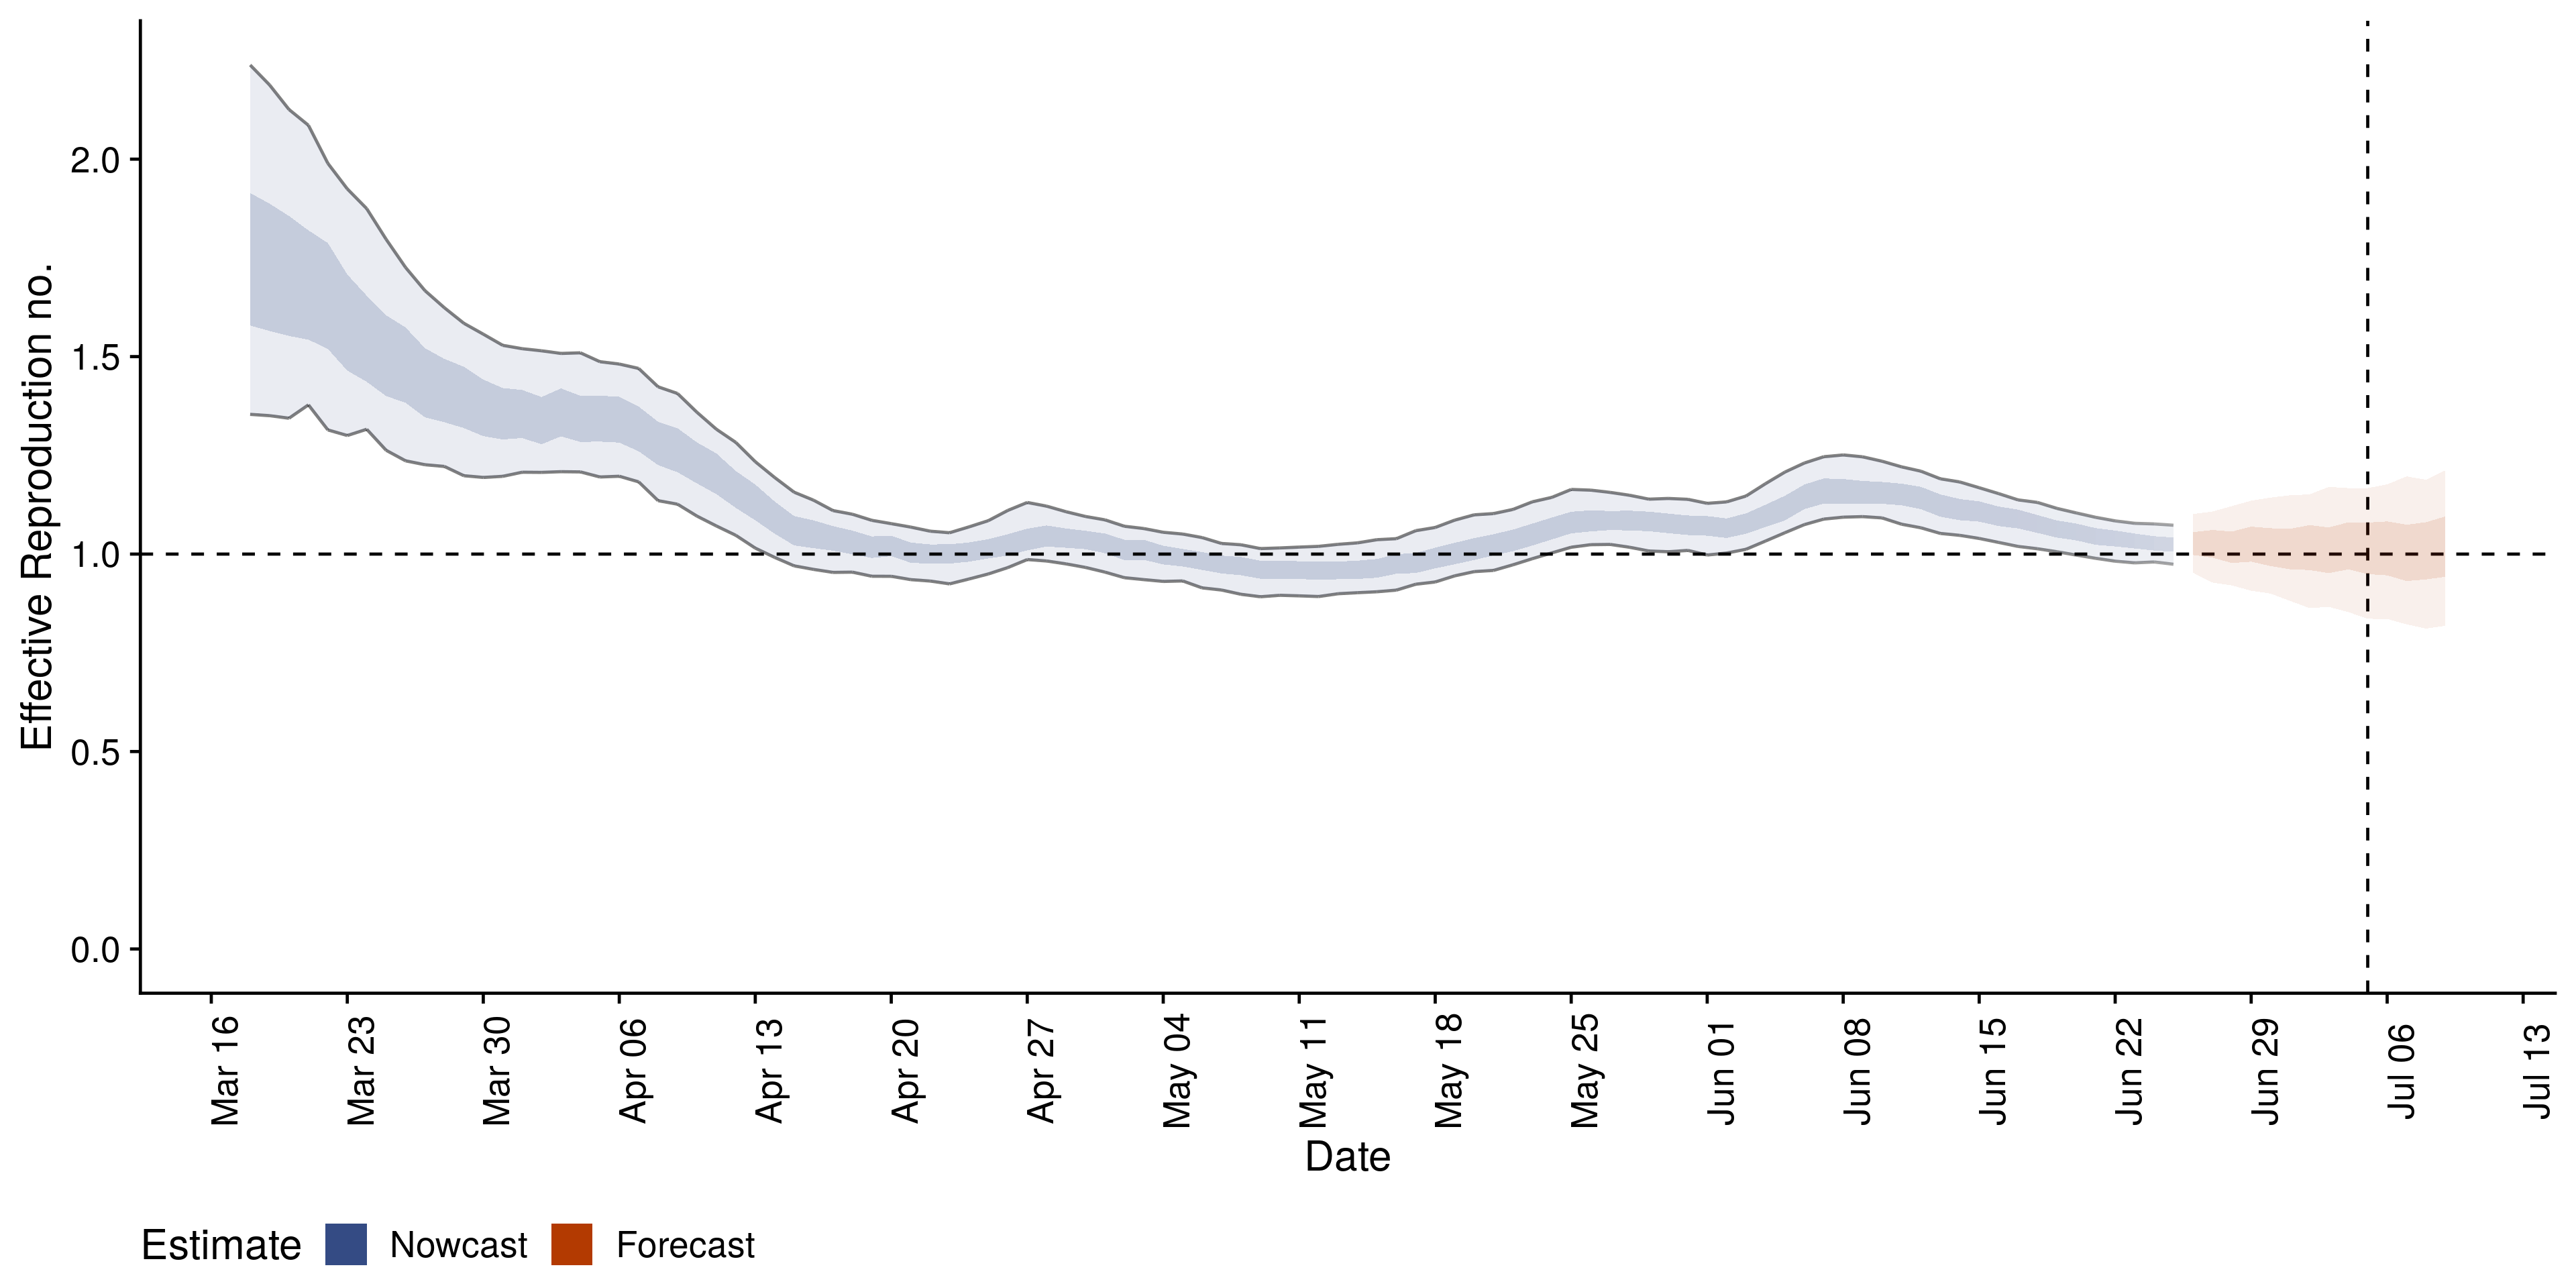 Effective Reproduction no.
2.0
1.5
1.0
0.5
0.0
Mar 16
Mar 23
Mar 30
Apr 06
Apr 13
Apr 20
Apr 27
May 04
May 11
May 18
May 25
Jun 01
Jun 08
Jun 15
Jun 22
Jun 29
Jul 06
Jul 13
Date
Estimate Nowcast Forecast